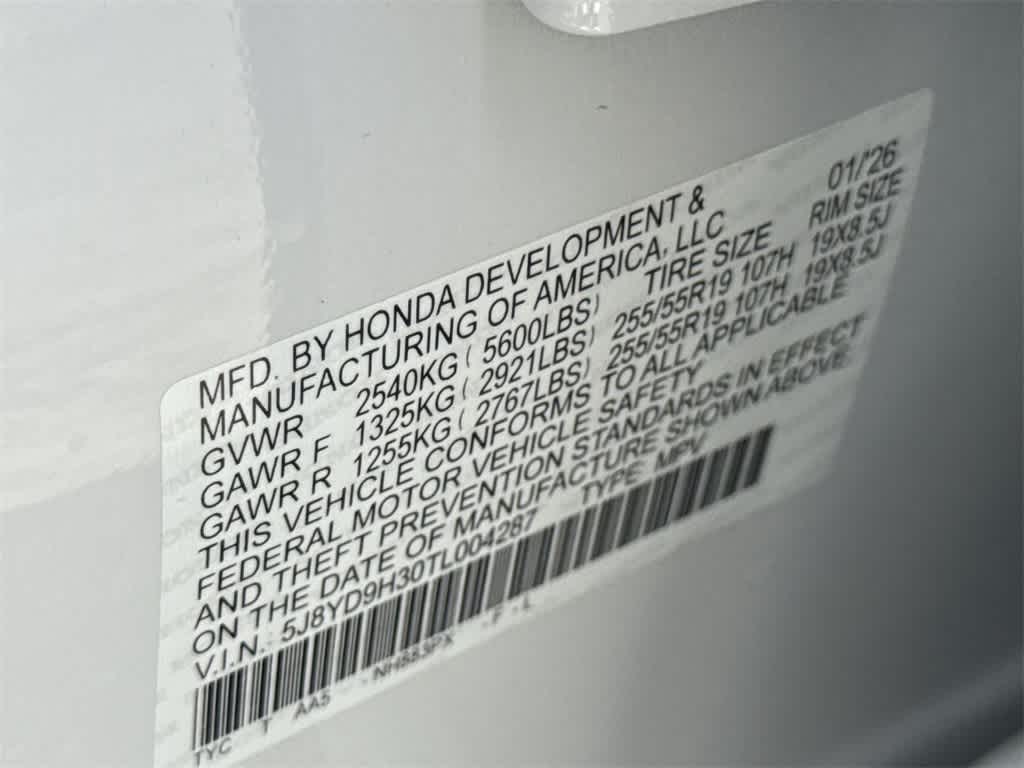 MFD. BY HONDA DEVELOPMENT & 01/'26
MANUFACTURING OF AMERICA, LLC
GVWR 2540KG ( 5600LBS) TIRE SIZE RIM SIZE
GAWR F 1325KG ( 2921LBS) 255/55R19 107H 19X8.5J
GAWR R 1255KG ( 2767LBS) 255/55R19 107H 19X8.5J
THIS VEHICLE CONFORMS TO ALL APPLICABLE
FEDERAL MOTOR VEHICLE SAFETY
AND THEFT PREVENTION STANDARDS IN EFFECT
ON THE DATE OF MANUFACTURE SHOWN ABOVE.
V.I.N.: 5J8YD9H30TL004287 TYPE: MPV
TYC T AA5 - NH883PX - F - L